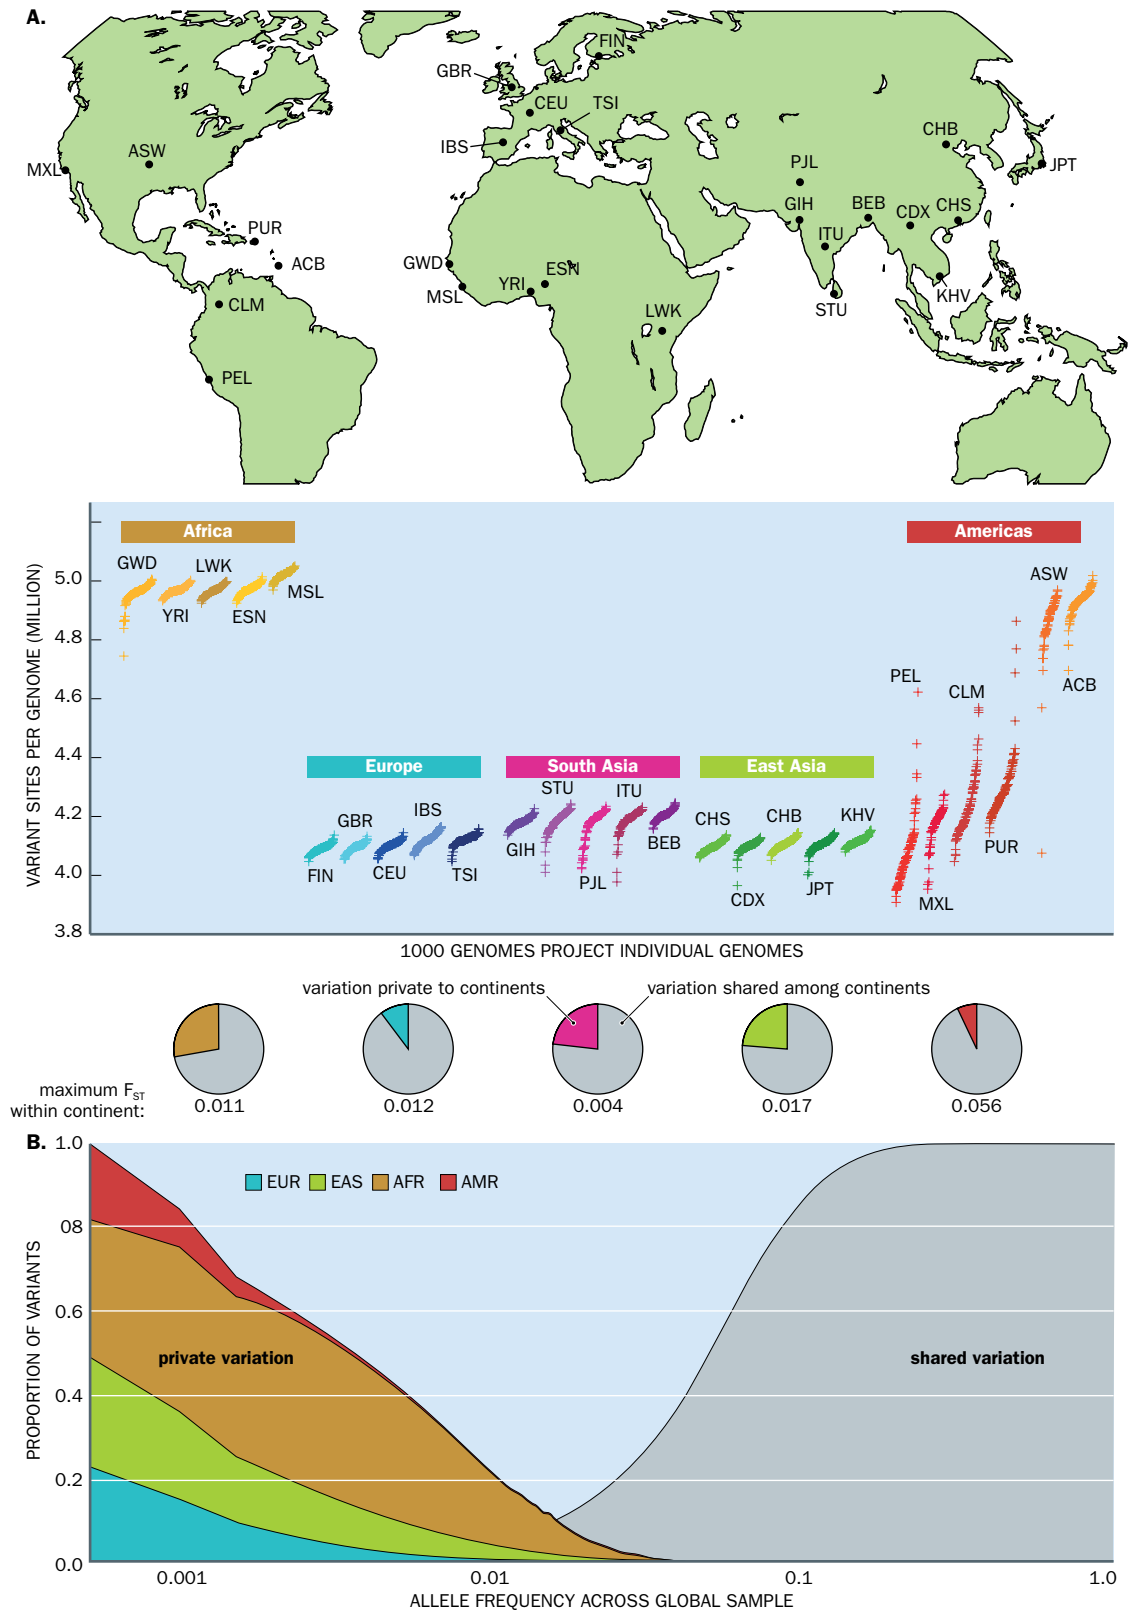 A.
FIN
GBR
CEU
TSI
IBS
CHB
JPT
ASW
MXL
PJL
GIH
BEB
CDX
CHS
ITU
PUR
ACB
GWD
MSL
YRI
ESN
LWK
STU
KHV
CLM
PEL
VARIANT SITES PER GENOME (MILLION)
5.0
4.8
4.6
4.4
4.2
4.0
3.8
Africa
GWD
LWK
YRI
ESN
MSL
Europe
GBR
IBS
FIN
CEU
TSI
South Asia
STU
ITU
GIH
PJL
BEB
East Asia
CHS
CHB
KHV
CDX
JPT
Americas
ASW
PEL
CLM
ACB
PUR
MXL
1000 GENOMES PROJECT INDIVIDUAL GENOMES
variation private to continents
variation shared among continents
maximum FST
within continent:
0.011
0.012
0.004
0.017
0.056
B.
PROPORTION OF VARIANTS
1.0
08
0.6
0.4
0.2
0.0
EUR EAS AFR AMR
private variation
shared variation
0.001 0.01 0.1 1.0
ALLELE FREQUENCY ACROSS GLOBAL SAMPLE